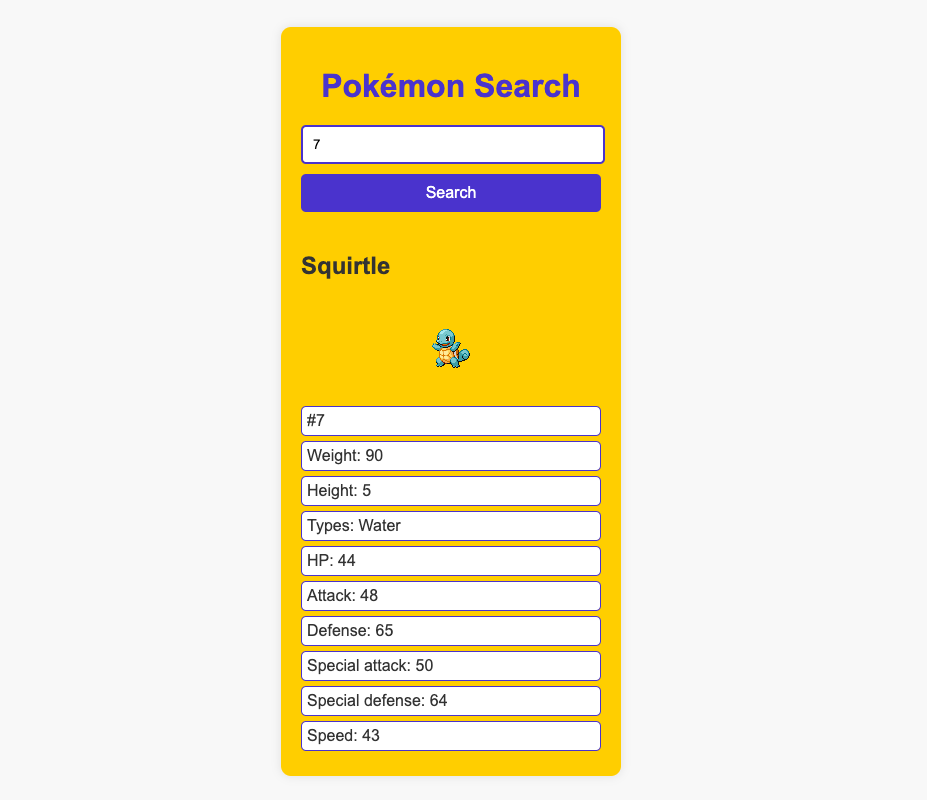 Pokémon Search
7
Search
Squirtle
#7
Weight: 90
Height: 5
Types: Water
HP: 44
Attack: 48
Defense: 65
Special attack: 50
Special defense: 64
Speed: 43